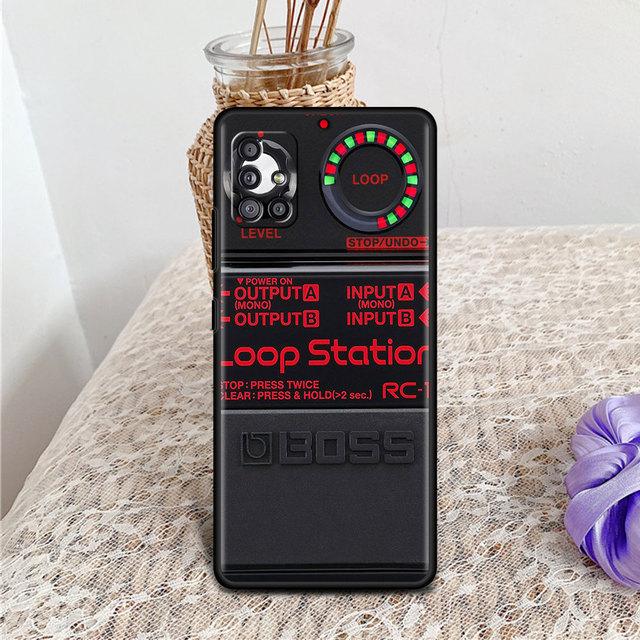 LOOP
LEVEL
STOP/UNDO
▼POWER ON
OUTPUT A INPUT A
(MONO) (MONO)
OUTPUT B INPUT B
Loop Station
STOP : PRESS TWICE
CLEAR : PRESS & HOLD(>2 sec.) RC-1
BOSS